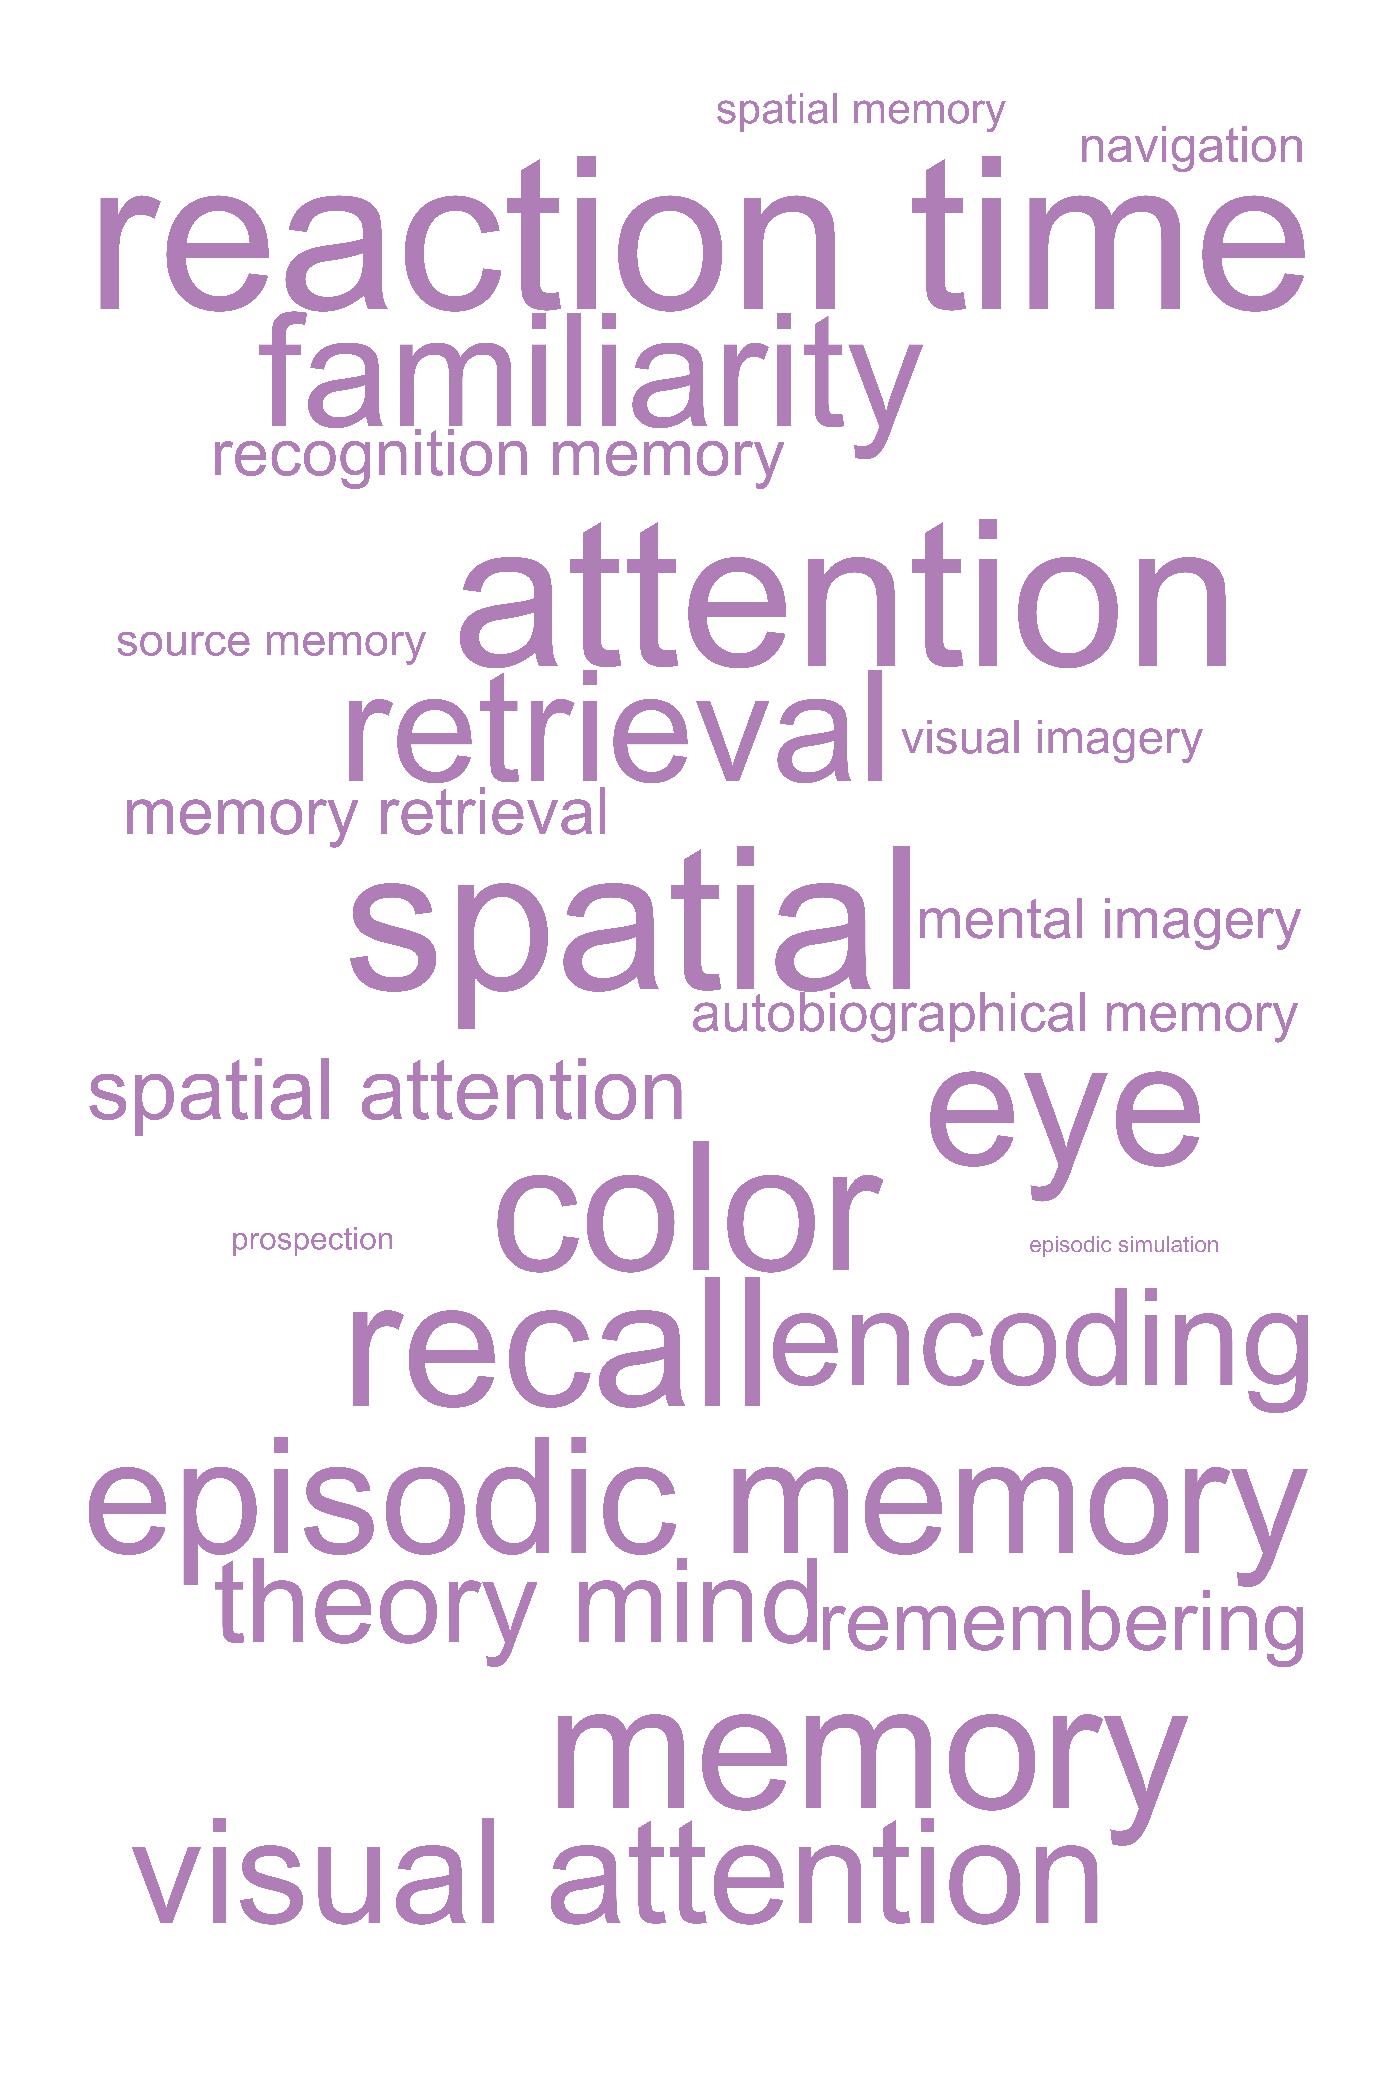 spatial memory
navigation
reaction time
familiarity
recognition memory
attention
source memory
retrieval
visual imagery
memory retrieval
spatial
mental imagery
autobiographical memory
spatial attention
eye
color
prospection
episodic simulation
recall
encoding
episodic memory
theory mind
remembering
memory
visual attention